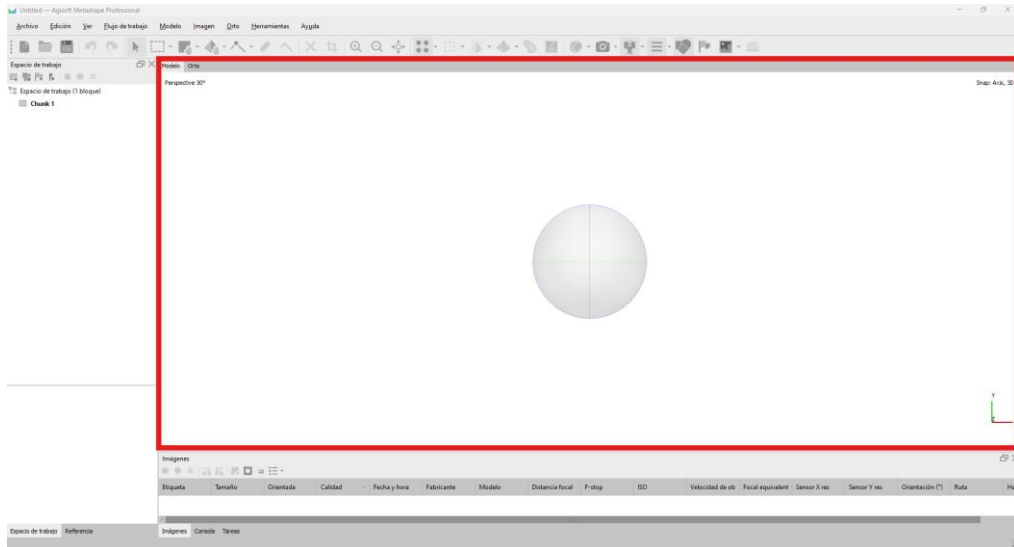 Untitled — Agisoft Metashape Professional
Archivo Edición Ver Flujo de trabajo Modelo Imagen Orto Herramientas Ayuda
Espacio de trabajo
Modelo Orto
Perspective 30°
Snap: Axis, 3D
Espacio de trabajo (1 bloque)
Chunk 1
Y
Z
Imágenes
Etiqueta Tamaño Orientada Calidad Fecha y hora Fabricante Modelo Distancia focal F-stop ISO Velocidad de ob Focal equivalent Sensor X res Sensor Y res Orientación (°) Ruta Ha
Espacio de trabajo Referencia
Imágenes Consola Tareas